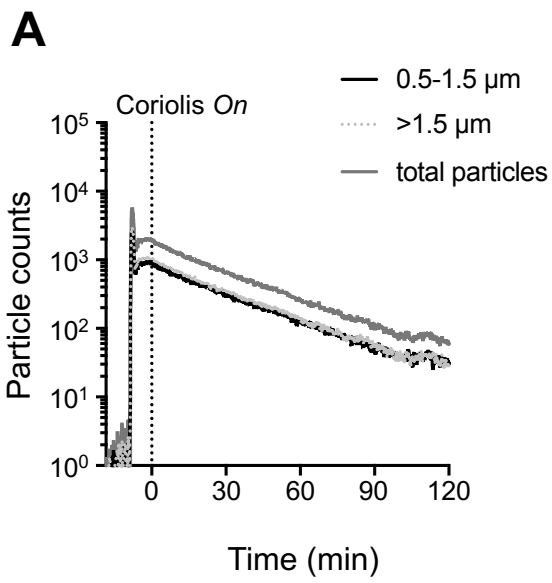 A
0.5-1.5 µm
>1.5 µm
total particles
Coriolis On
Particle counts
10⁵
10⁴
10³
10²
10¹
10⁰
0 30 60 90 120
Time (min)